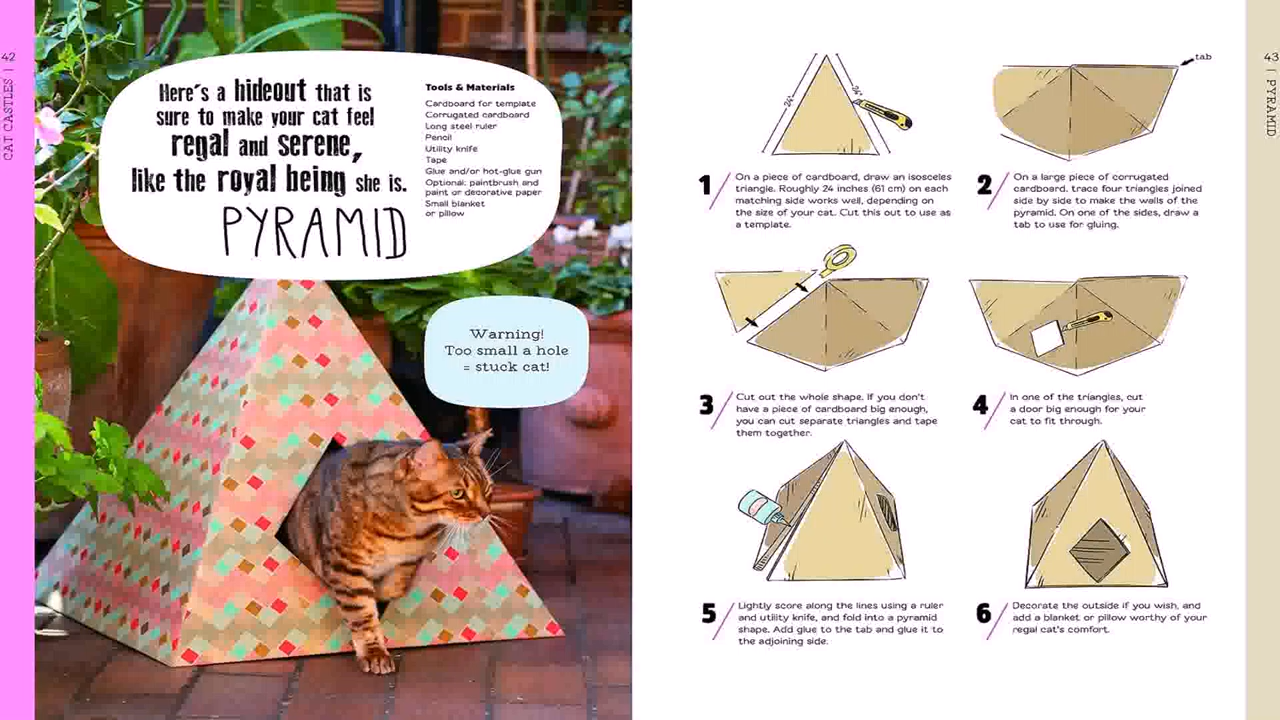 42
CAT CASTLES |
Here's a hideout that is
sure to make your cat feel
regal and serene,
like the royal being she is.
PYRAMID
Tools & Materials
Cardboard for template
Corrugated cardboard
Long steel ruler
Pencil
Utility knife
Tape
Glue and/or hot-glue gun
Optional: paintbrush and
paint or decorative paper
Small blanket
or pillow
Warning!
Too small a hole
= stuck cat!
24"
24"
1 On a piece of cardboard, draw an isosceles
triangle. Roughly 24 inches (61 cm) on each
matching side works well, depending on
the size of your cat. Cut this out to use as
a template.
tab
2 On a large piece of corrugated
cardboard, trace four triangles joined
side by side to make the walls of the
pyramid. On one of the sides, draw a
tab to use for gluing.
3 Cut out the whole shape. If you don't
have a piece of cardboard big enough,
you can cut separate triangles and tape
them together.
4 In one of the triangles, cut
a door big enough for your
cat to fit through.
5 Lightly score along the lines using a ruler
and utility knife, and fold into a pyramid
shape. Add glue to the tab and glue it to
the adjoining side.
6 Decorate the outside if you wish, and
add a blanket or pillow worthy of your
regal cat's comfort.
43
| PYRAMID